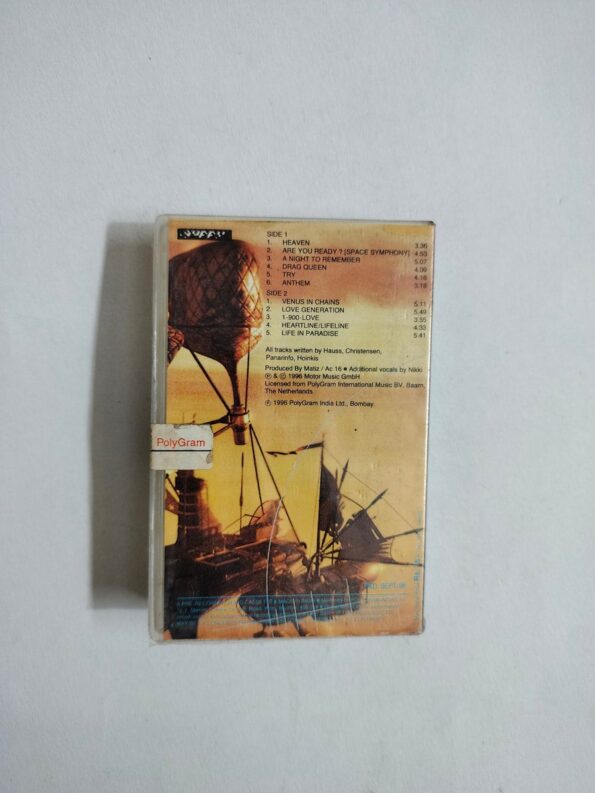 SIDE 1
1. HEAVEN 3.36
2. ARE YOU READY ? [SPACE SYMPHONY] 4.53
3. A NIGHT TO REMEMBER 5.07
4. DRAG QUEEN 4.09
5. TRY 4.16
6. ANTHEM 3.18
SIDE 2
1. VENUS IN CHAINS 5.11
2. LOVE GENERATION 5.49
3. 1-900-LOVE 3.55
4. HEARTLINE/LIFELINE 4.33
5. LIFE IN PARADISE 5.41
All tracks written by Hauss, Christensen,
Panarinfo, Hoinkis
Produced By Matiz / Ac 16 ● Additional vocals by Nikki
℗ & © 1996 Motor Music GmbH
Licensed from PolyGram International Music BV, Baarn,
The Netherlands
℗ 1996 PolyGram India Ltd., Bombay.
PolyGram
SEPT.96